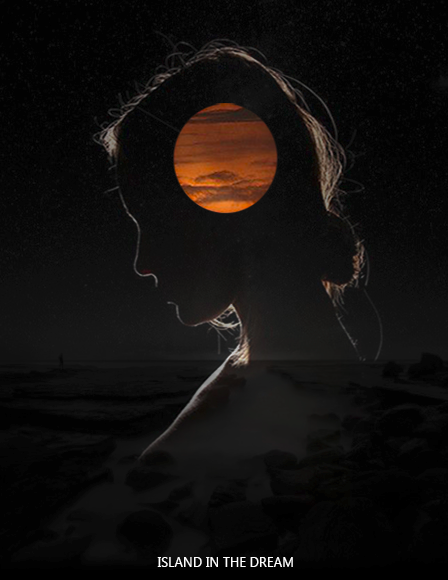 ISLAND IN THE DREAM